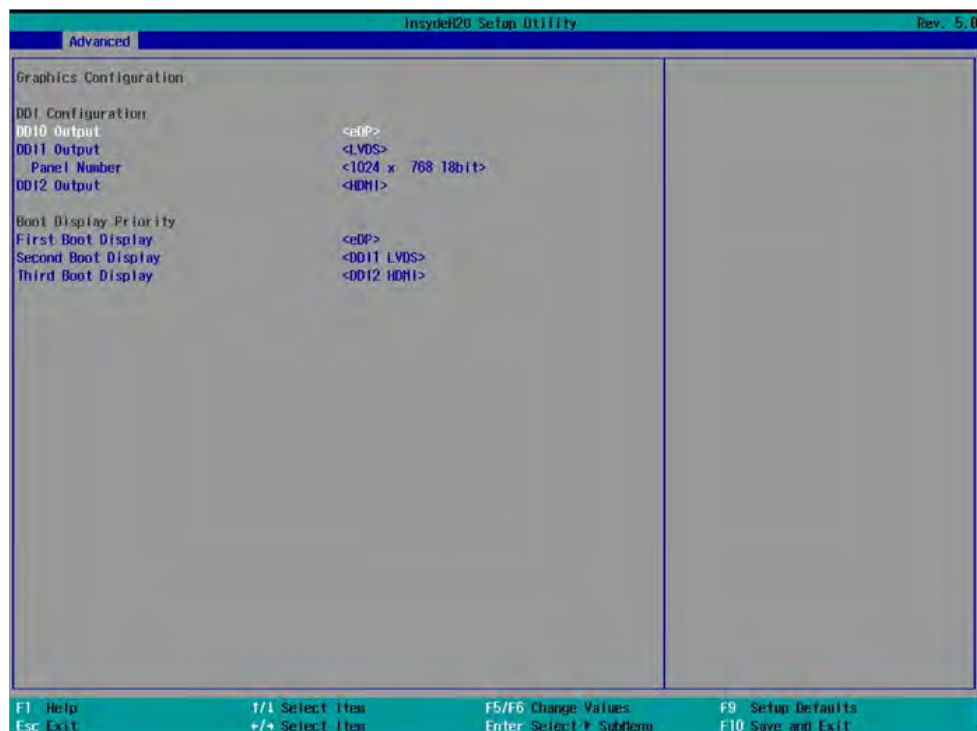 InsydeH20 Setup Utility Rev. 5.0
Advanced
Graphics Configuration
DDI Configuration
DDI0 Output <eDP>
DDI1 Output <LVDS>
Panel Number <1024 x 768 18bit>
DDI2 Output <HDMI>
Boot Display Priority
First Boot Display <eDP>
Second Boot Display <DDI1 LVDS>
Third Boot Display <DDI2 HDMI>
F1 Help ↑/↓ Select Item F5/F6 Change Values F9 Setup Defaults
Esc Exit ←/→ Select Item Enter Select ▶ SubMenu F10 Save and Exit